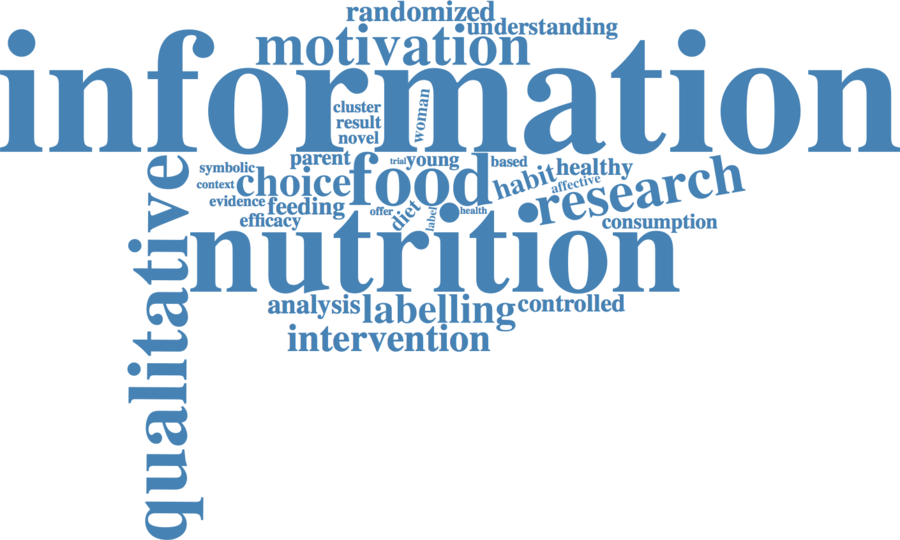 randomized
understanding
motivation
information
cluster
woman
result
novel
parent
trial
young
based
symbolic
choice
food
habit
healthy
context
affective
research
evidence
feeding
offer
diet
label
health
efficacy
consumption
qualitative
nutrition
analysis
labelling
controlled
intervention